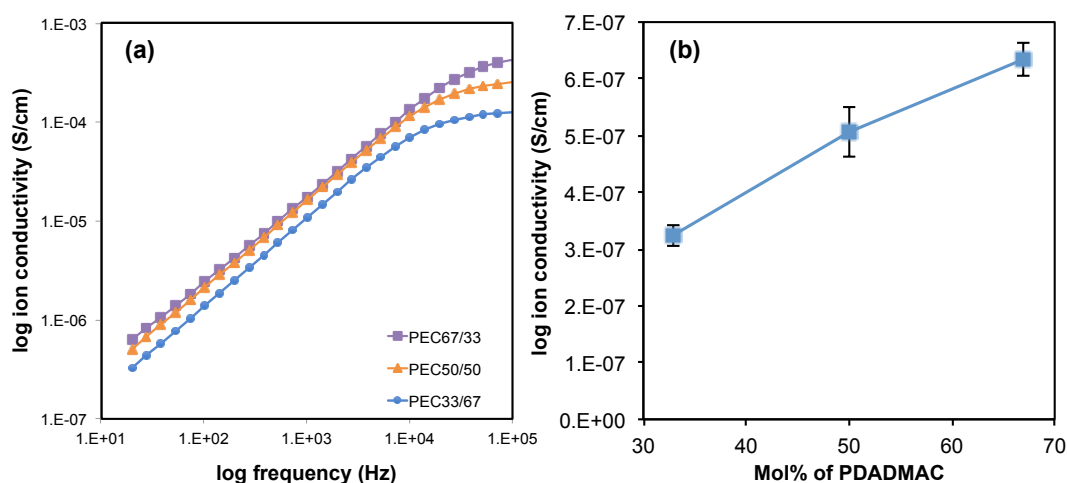 (a)
log ion conductivity (S/cm)
1.E-03
1.E-04
1.E-05
1.E-06
1.E-07
PEC67/33
PEC50/50
PEC33/67
1.E+01
1.E+02
1.E+03
1.E+04
1.E+05
log frequency (Hz)
(b)
log ion conductivity (S/cm)
7.E-07
6.E-07
5.E-07
4.E-07
3.E-07
2.E-07
1.E-07
0.E+00
30
40
50
60
70
Mol% of PDADMAC